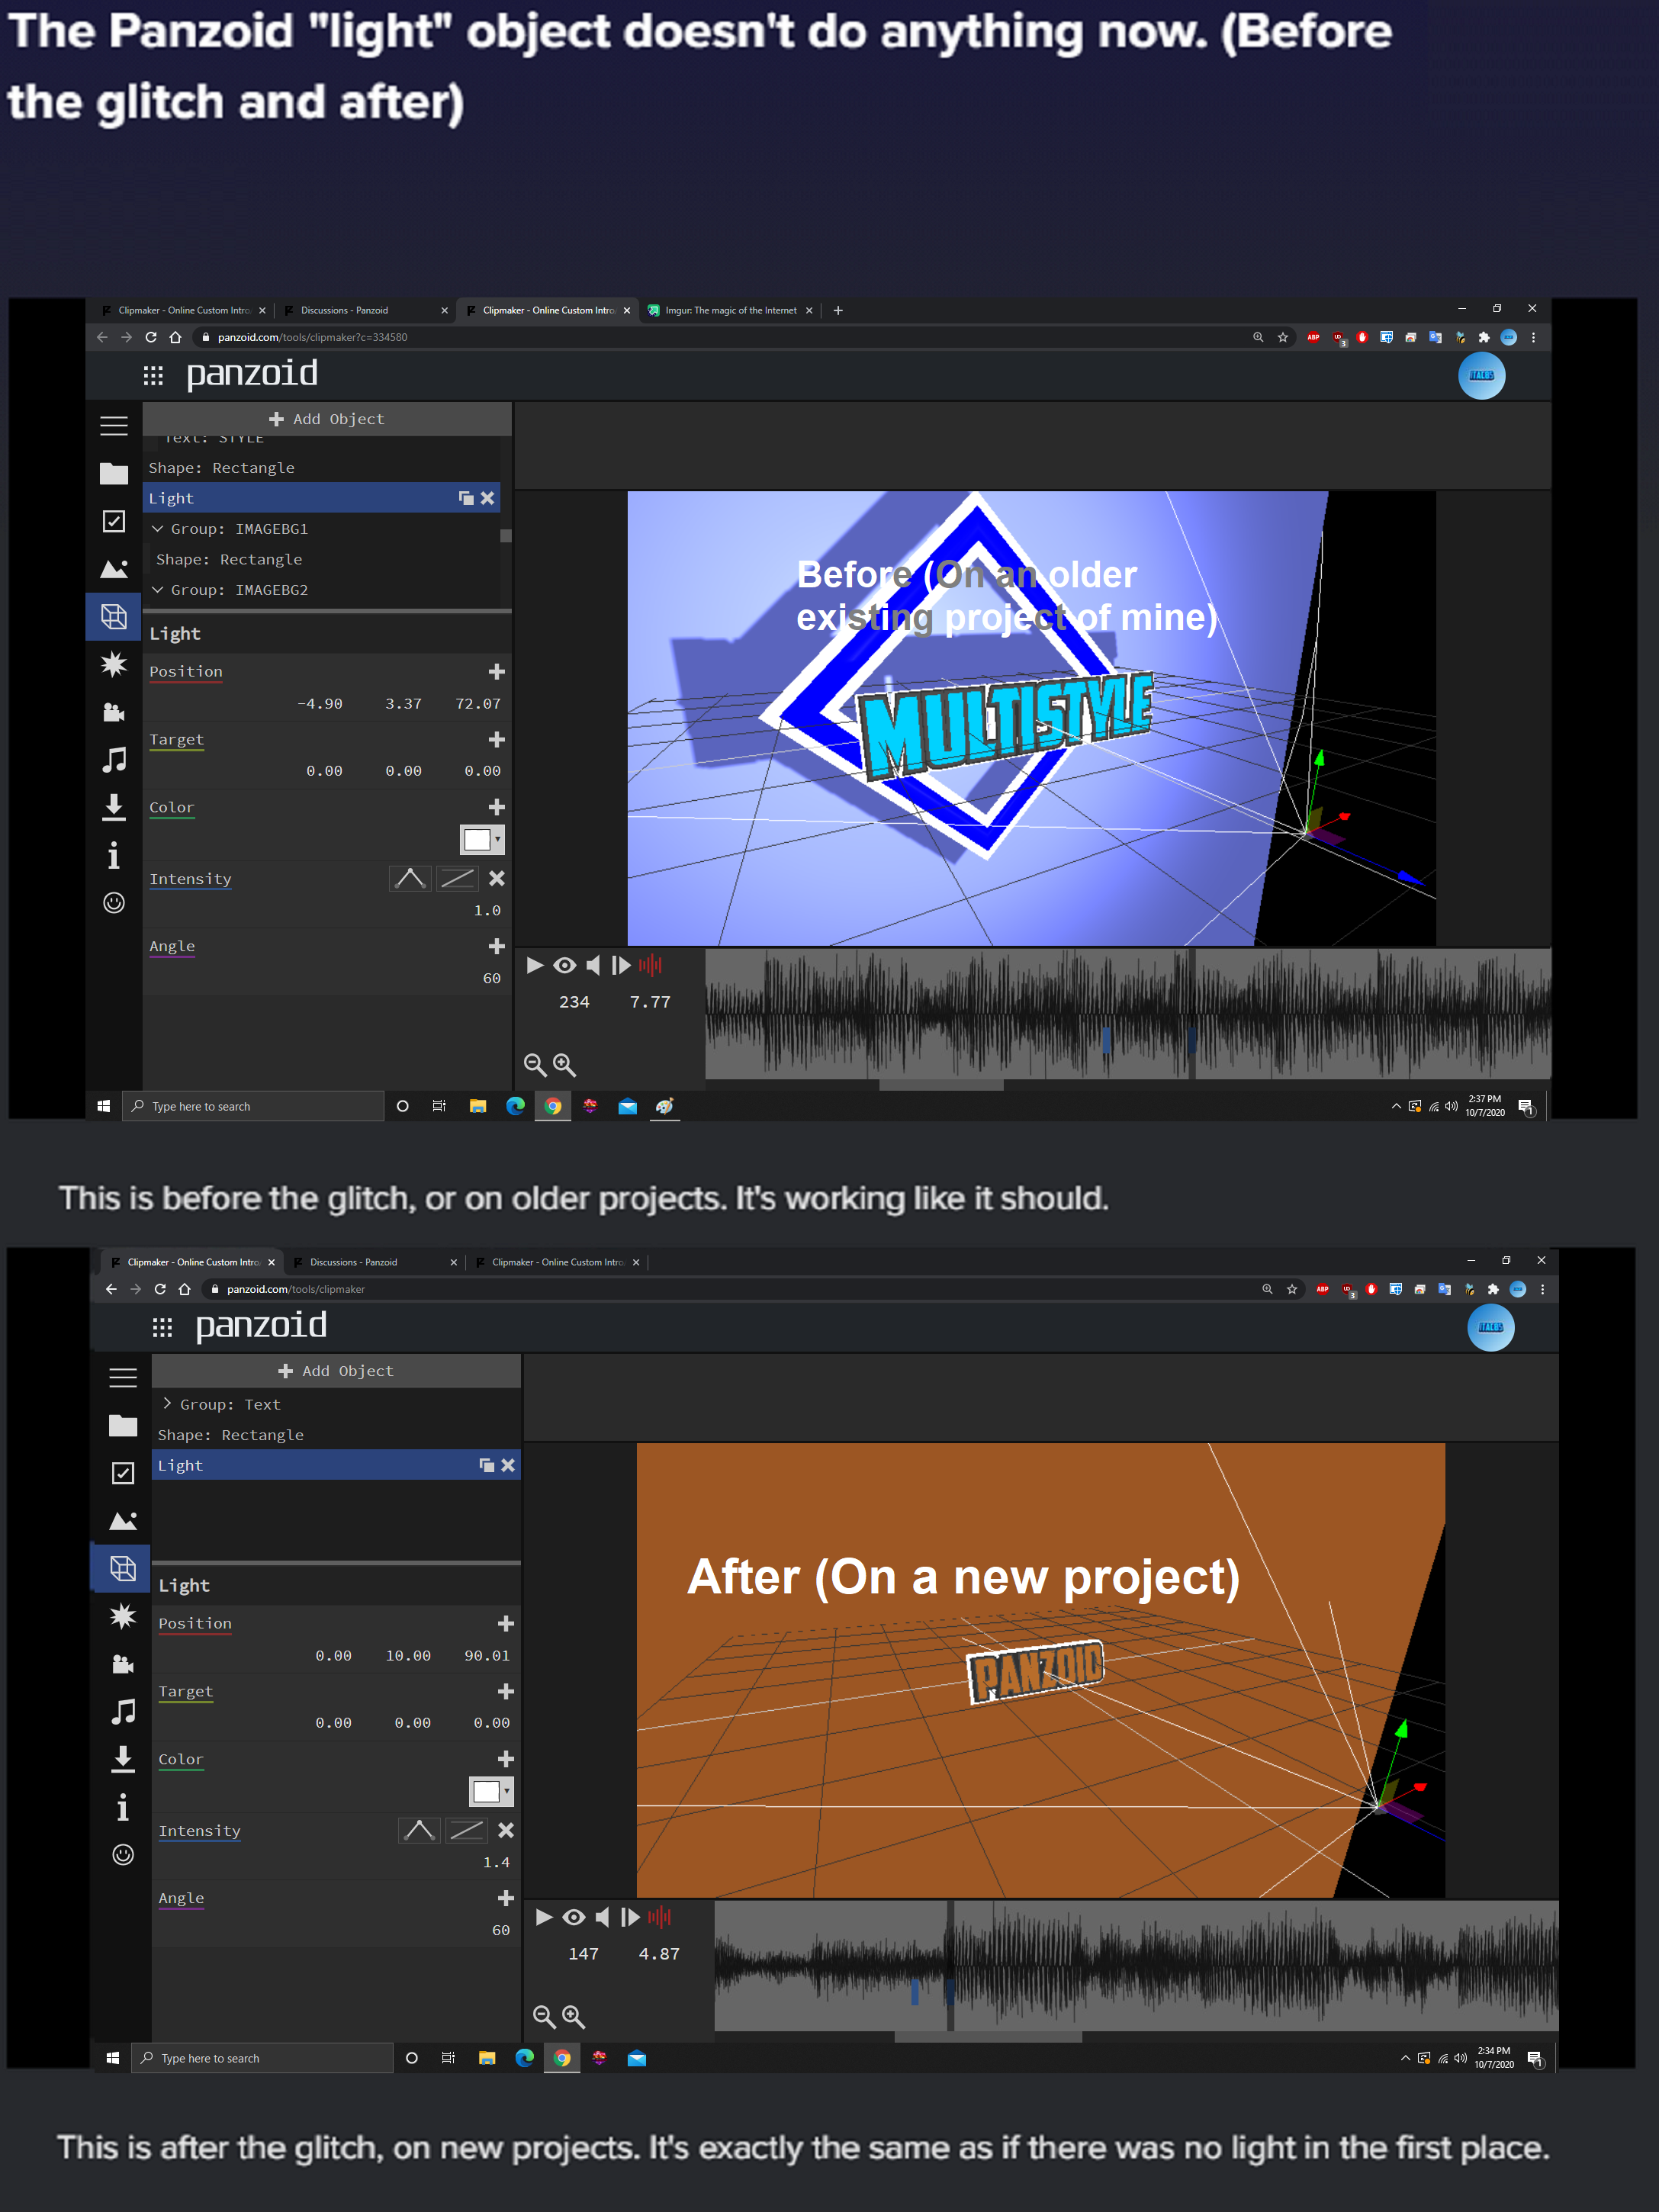 The Panzoid "light" object doesn't do anything now. (Before
the glitch and after)
Clipmaker - Online Custom Intro
Discussions - Panzoid
Clipmaker - Online Custom Intro
Imgur: The magic of the Internet
panzoid.com/tools/clipmaker?c=334580
ABP
3
panzoid
ITACOS
Add Object
Text: STYLE
Shape: Rectangle
Light
Group: IMAGEBG1
Shape: Rectangle
Group: IMAGEBG2
Light
Position
-4.90 3.37 72.07
Target
0.00 0.00 0.00
Color
Intensity
1.0
Angle
60
Before (On an older
existing project of mine)
MULTISTYLE
234 7.77
Type here to search
2:37 PM
10/7/2020
1
This is before the glitch, or on older projects. It's working like it should.
Clipmaker - Online Custom Intro
Discussions - Panzoid
Clipmaker - Online Custom Intro
panzoid.com/tools/clipmaker
ABP
3
panzoid
ITACOS
Add Object
Group: Text
Shape: Rectangle
Light
Light
Position
0.00 10.00 90.01
Target
0.00 0.00 0.00
Color
Intensity
1.4
Angle
60
After (On a new project)
PANZOID
147 4.87
Type here to search
2:34 PM
10/7/2020
1
This is after the glitch, on new projects. It's exactly the same as if there was no light in the first place.